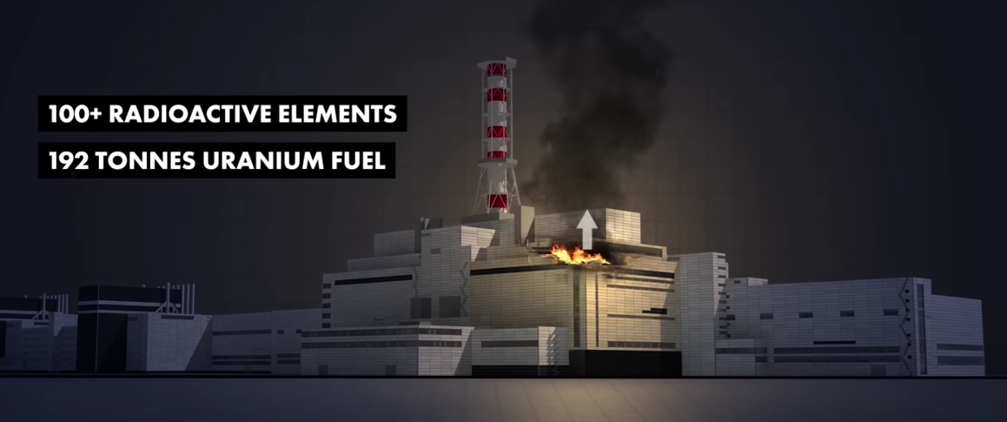 100+ RADIOACTIVE ELEMENTS
192 TONNES URANIUM FUEL